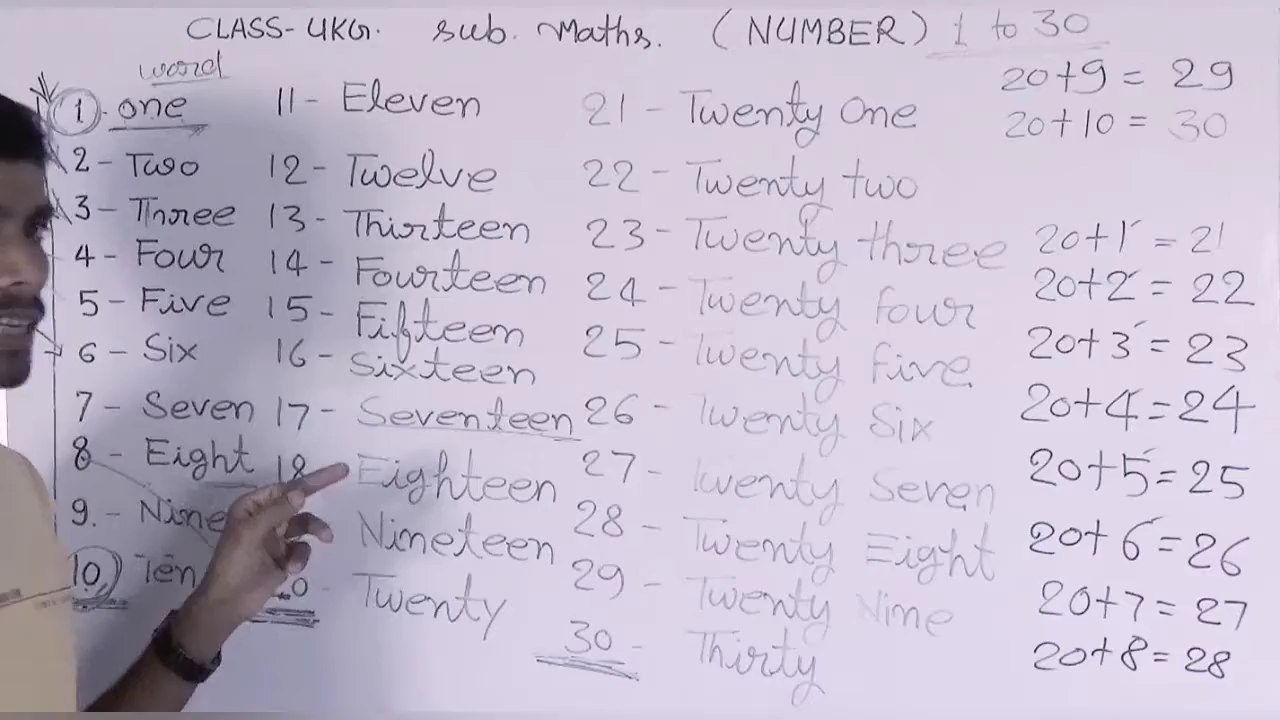 CLASS-UKG. Sub. Maths. (NUMBER) 1 to 30
word
1. one
2 - Two
3 - Three
4 - Four
5 - Five
6 - Six
7 - Seven
8 - Eight
9. - Nine
10. Ten
11 - Eleven
12 - Twelve
13 - Thirteen
14 - Fourteen
15 - Fifteen
16 - Sixteen
17 - Seventeen
18 Eighteen
Nineteen
20 - Twenty
21 - Twenty One
22 - Twenty two
23 - Twenty three
24 - Twenty four
25 - Twenty five
26 - Twenty Six
27 - Twenty Seven
28 - Twenty Eight
29 - Twenty Nine
30 - Thirty
20+9 = 29
20+10 = 30
20+1 = 21
20+2 = 22
20+3 = 23
20+4 = 24
20+5 = 25
20+6 = 26
20+7 = 27
20+8 = 28